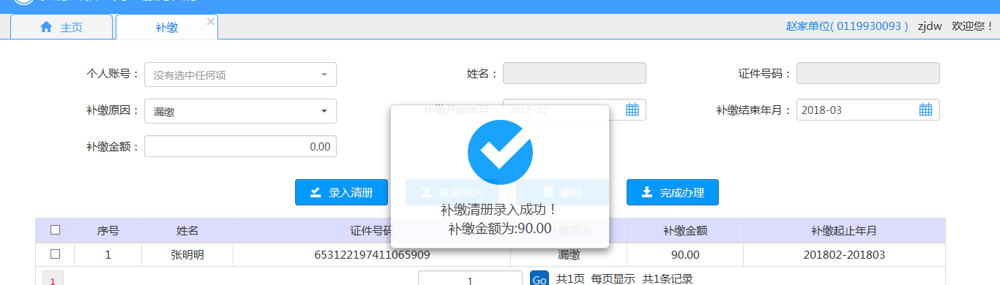 主页 补缴 × 赵家单位( 0119930093 ) zjdw 欢迎您！
个人账号： 没有选中任何项 姓名： 证件号码：
补缴原因： 漏缴 补缴开始年月： 2018-02 补缴结束年月： 2018-03
补缴金额： 0.00
录入清册 批量导入 删除 完成办理
补缴清册录入成功！
补缴金额为:90.00
序号 姓名 证件号码 补缴原因 补缴金额 补缴起止年月
1 张明明 653122197411065909 漏缴 90.00 201802-201803
1 1 Go 共1页 每页显示 共1条记录